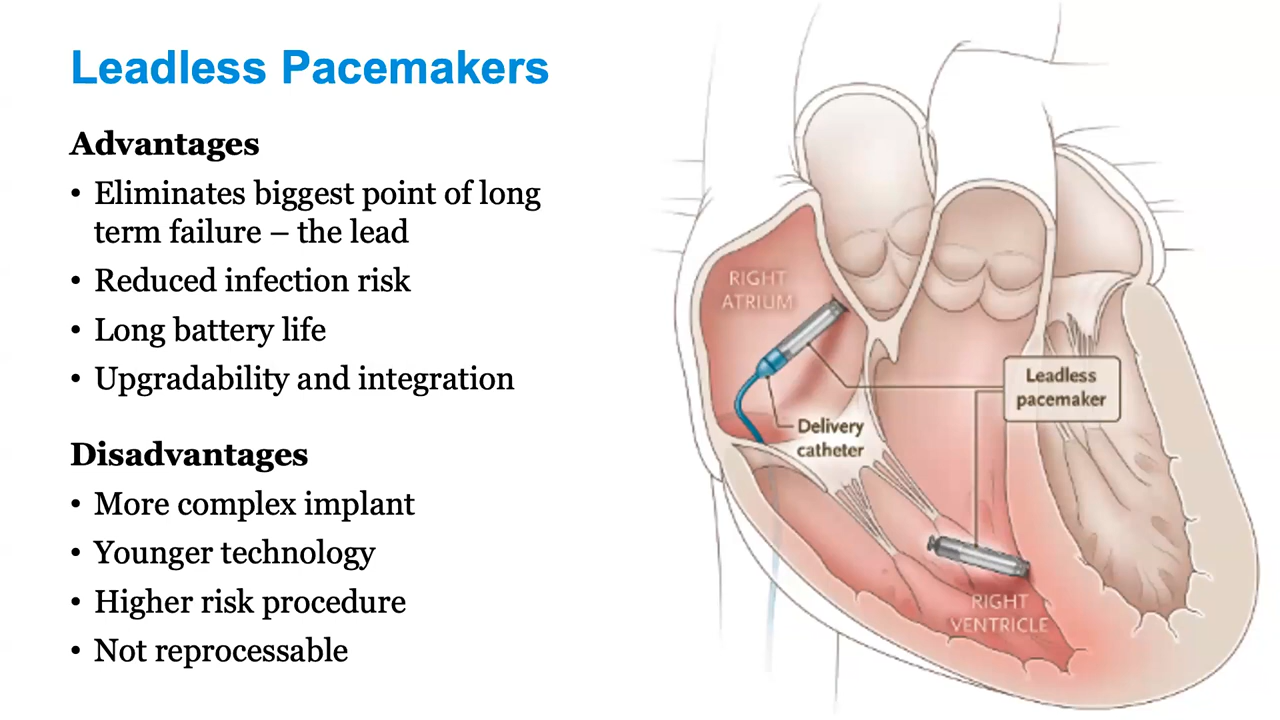 Leadless Pacemakers
Advantages
• Eliminates biggest point of long
term failure – the lead
• Reduced infection risk
• Long battery life
• Upgradability and integration
Disadvantages
• More complex implant
• Younger technology
• Higher risk procedure
• Not reprocessable
RIGHT
ATRIUM
Leadless
pacemaker
Delivery
catheter
RIGHT
VENTRICLE